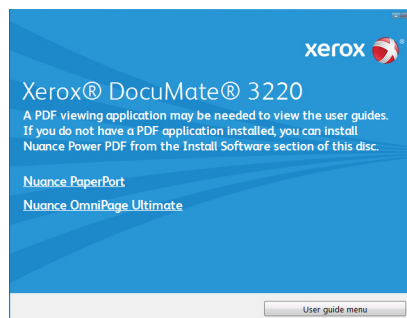 xerox
Xerox® DocuMate® 3220
A PDF viewing application may be needed to view the user guides.
If you do not have a PDF application installed, you can install
Nuance Power PDF from the Install Software section of this disc.
Nuance PaperPort
Nuance OmniPage Ultimate
User guide menu